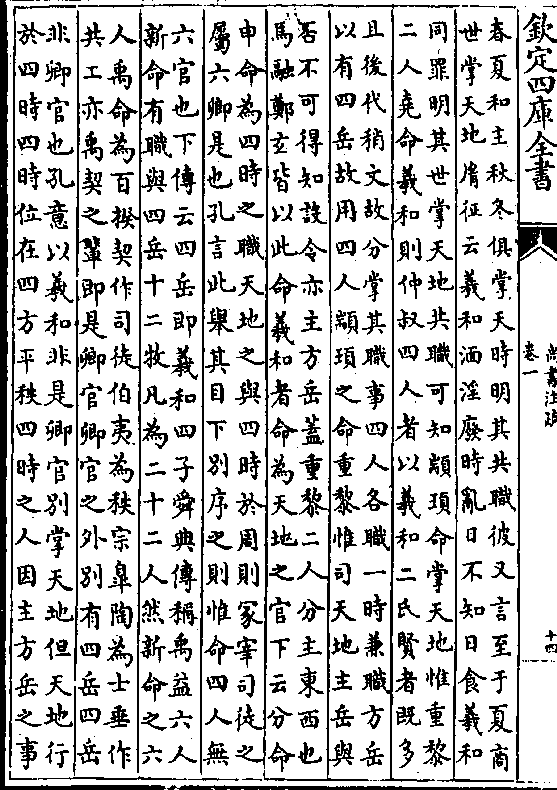 欽定四庫全書
尚書注疏
卷一
十四
春夏和主秋冬俱掌天時明其共職彼又言至于夏商
世掌天地胤征云羲和湎淫廢時亂日不知日食羲和
同罪明其世掌天地共職可知顓頊命掌天地惟重黎
二人堯命羲和則仲叔四人者以羲和二氏賢者既多
且後代稍文故分掌其職事四人各職一時兼職方岳
以有四岳故用四人顓頊之命重黎惟司天地主岳與
否不可得知設令亦主方岳蓋重黎二人分主東西也
馬融鄭玄皆以此命羲和者命為天地之官下云分命
申命為四時之職天地之與四時於周則冢宰司徒之
屬六卿是也孔言此舉其目下別序之則惟命四人無
六官也下傳云四岳即羲和四子舜典傳稱禹益六人
新命有職與四岳十二牧凡為二十二人然新命之六
人禹命為百揆契作司徒伯夷為秩宗皐陶為士垂作
共工亦禹契之輩即是卿官卿官之外別有四岳四岳
非卿官也孔意以羲和非是卿官別掌天地但天地行
於四時四時位在四方平秩四時之人因主方岳之事